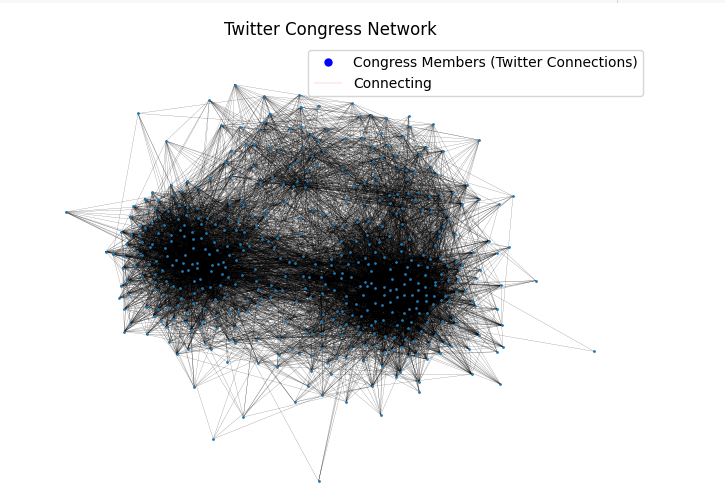 Twitter Congress Network
Congress Members (Twitter Connections)
Connecting